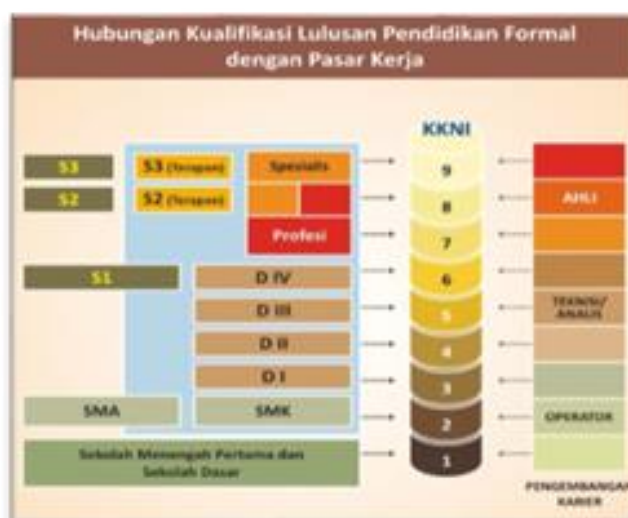 Hubungan Kualifikasi Lulusan Pendidikan Formal
dengan Pasar Kerja
KKNI
S3
S3 (Terapan)
Spesialis
9
S2
S2 (Terapan)
8
AHLI
Profesi
7
S1
D IV
6
D III
5
TEKNISI/
ANALIS
D II
4
D I
3
SMA
SMK
2
OPERATOR
Sekolah Menengah Pertama dan
Sekolah Dasar
1
PENGEMBANGAN
KARIER